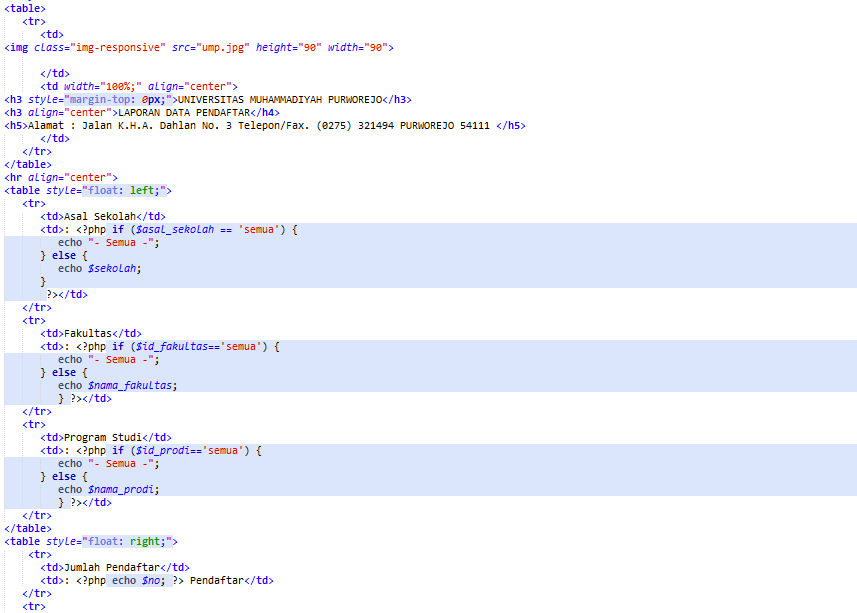 <table>
<tr>
<td>
<img class="img-responsive" src="ump.jpg" height="90" width="90">
</td>
<td width="100%;" align="center">
<h3 style="margin-top: 0px;">UNIVERSITAS MUHAMMADIYAH PURWOREJO</h3>
<h3 align="center">LAPORAN DATA PENDAFTAR</h4>
<h5>Alamat : Jalan K.H.A. Dahlan No. 3 Telepon/Fax. (0275) 321494 PURWOREJO 54111 </h5>
</td>
</tr>
</table>
<hr align="center">
<table style="float: left;">
<tr>
<td>Asal Sekolah</td>
<td>: <?php if ($asal_sekolah == 'semua') {
echo "- Semua -";
} else {
echo $sekolah;
}
?></td>
</tr>
<tr>
<td>Fakultas</td>
<td>: <?php if ($id_fakultas=='semua') {
echo "- Semua -";
} else {
echo $nama_fakultas;
} ?></td>
</tr>
<tr>
<td>Program Studi</td>
<td>: <?php if ($id_prodi=='semua') {
echo "- Semua -";
} else {
echo $nama_prodi;
} ?></td>
</tr>
</table>
<table style="float: right;">
<tr>
<td>Jumlah Pendaftar</td>
<td>: <?php echo $no; ?> Pendaftar</td>
</tr>
<tr>